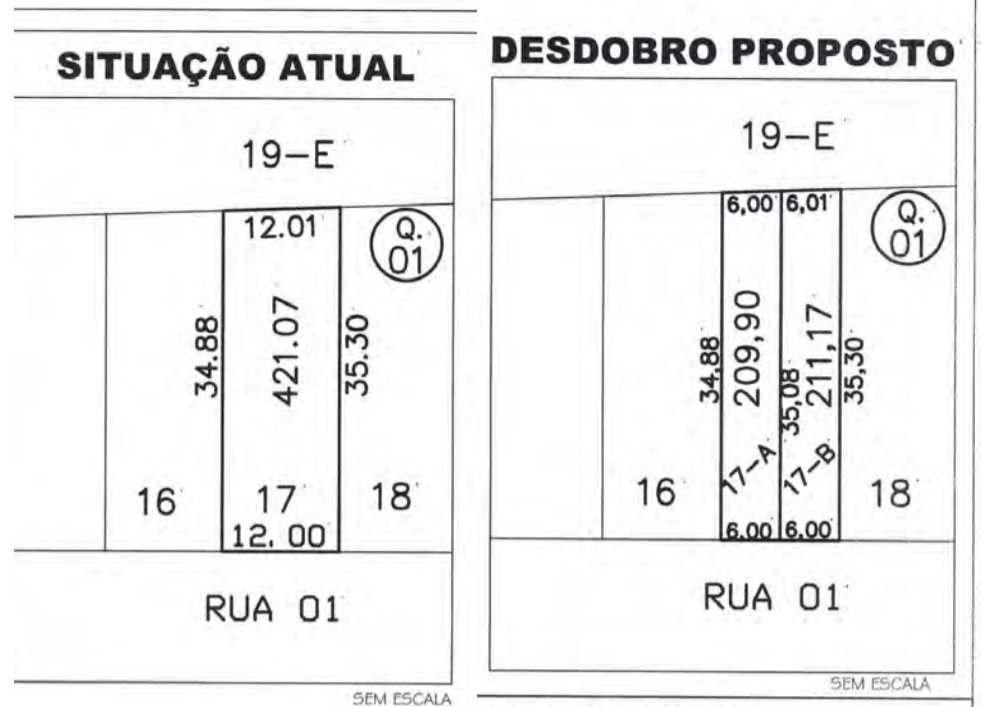 SITUAÇÃO ATUAL
19-E
12.01
Q.
01
34.88
421.07
35.30
16
17
18
12.00
RUA 01
SEM ESCALA
DESDOBRO PROPOSTO
19-E
6,00 6,01
Q.
01
34,88
209,90
35,08
211,17
35,30
17-A
17-B
16
18
6,00 6,00
RUA 01
SEM ESCALA